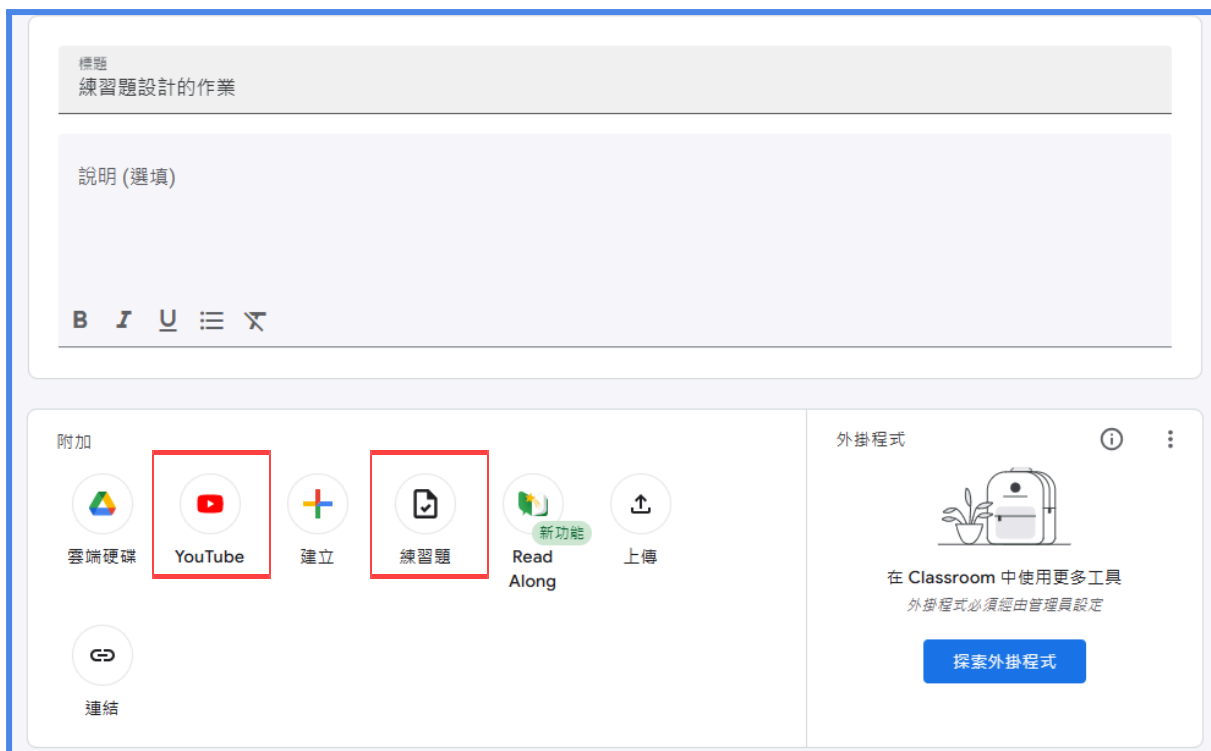 標題
練習題設計的作業
說明 (選填)
B I U
附加
雲端硬碟
YouTube
建立
練習題
新功能
Read
Along
上傳
連結
外掛程式
在 Classroom 中使用更多工具
外掛程式必須經由管理員設定
探索外掛程式